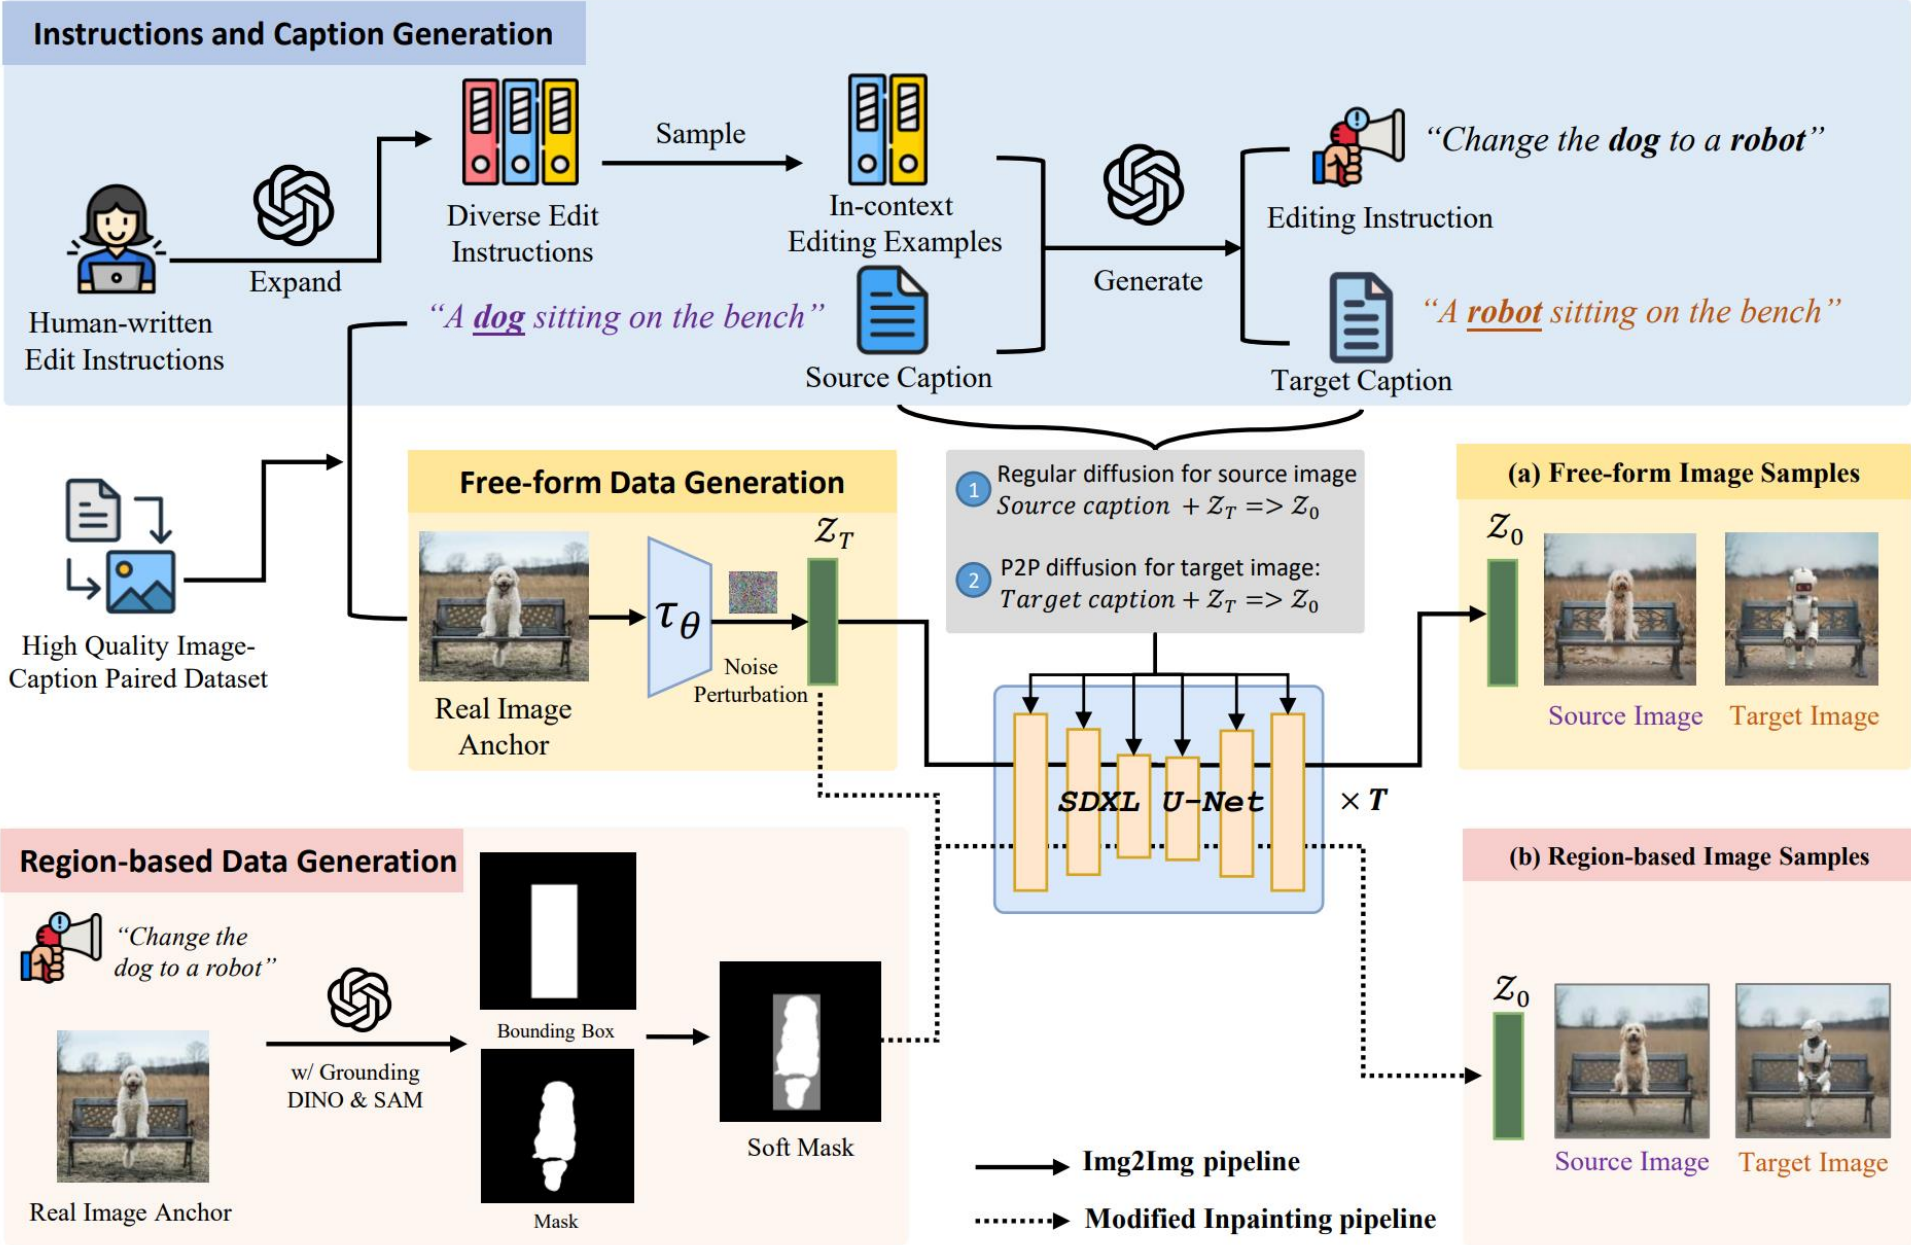 Instructions and Caption Generation
Human-written
Edit Instructions
Expand
Diverse Edit
Instructions
Sample
In-context
Editing Examples
“A dog sitting on the bench”
Source Caption
Generate
“Change the dog to a robot”
Editing Instruction
“A robot sitting on the bench”
Target Caption
High Quality Image-
Caption Paired Dataset
Free-form Data Generation
Real Image
Anchor
τθ
Noise
Perturbation
Z_T
1 Regular diffusion for source image
Source caption + Z_T => Z_0
2 P2P diffusion for target image:
Target caption + Z_T => Z_0
SDXL U-Net
× T
(a) Free-form Image Samples
Z_0
Source Image
Target Image
Region-based Data Generation
“Change the
dog to a robot”
Real Image Anchor
w/ Grounding
DINO & SAM
Bounding Box
Mask
Soft Mask
(b) Region-based Image Samples
Z_0
Source Image
Target Image
Img2Img pipeline
Modified Inpainting pipeline